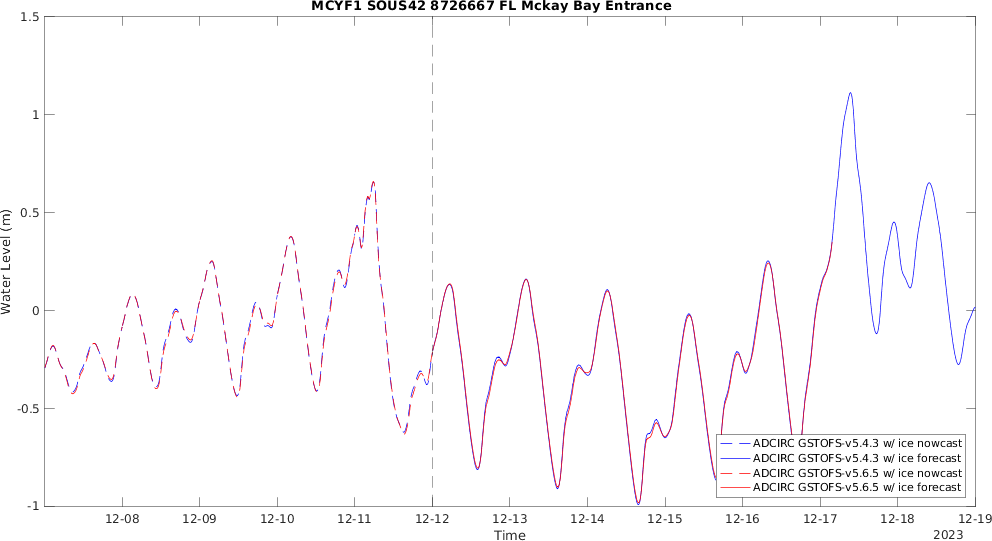 MCYF1 SOUS42 8726667 FL Mckay Bay Entrance
1.5
1
0.5
0
-0.5
-1
Water Level (m)
12-08 12-09 12-10 12-11 12-12 12-13 12-14 12-15 12-16 12-17 12-18 12-19
Time
2023
ADCIRC GSTOFS-v5.4.3 w/ ice nowcast
ADCIRC GSTOFS-v5.4.3 w/ ice forecast
ADCIRC GSTOFS-v5.6.5 w/ ice nowcast
ADCIRC GSTOFS-v5.6.5 w/ ice forecast